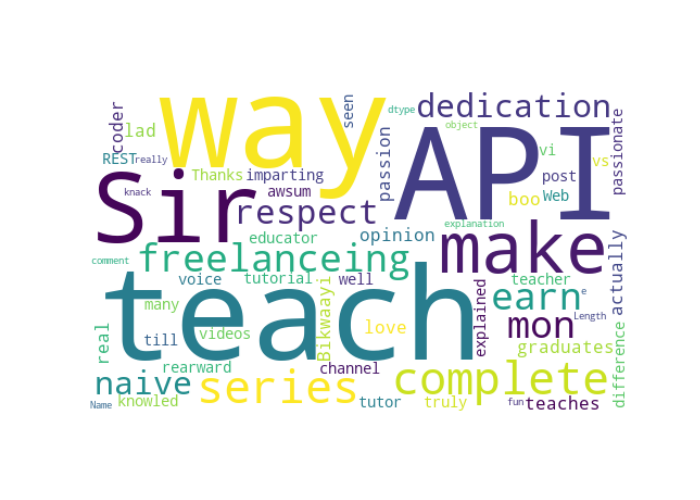 way
API
Sir
teach
make
dedication
respect
freelanceing
complete
series
earn
mon
naive
coder
lad
REST
really
Thanks
imparting
knack
awsum
seen
dtype
object
passion
vi
vs
post
boo
Web
passionate
educator
opinion
explanation
comment
voice
tutorial
well
teacher
actually
many
Bikwaayi
love
explained
e
Length
real
till
videos
graduates
difference
rearward
channel
Name
knowled
tutor
truly
fun
teaches